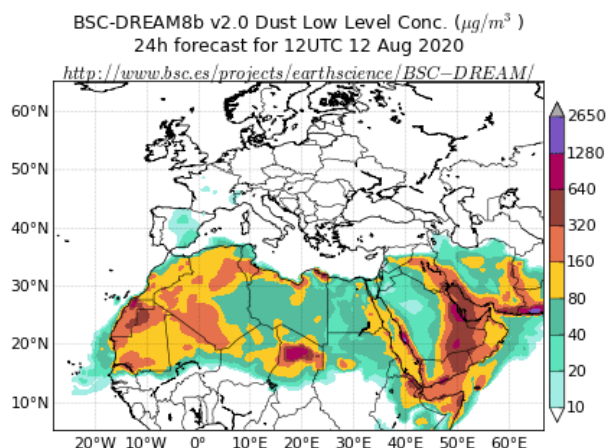 BSC-DREAM8b v2.0 Dust Low Level Conc. (μg/m³ )
24h forecast for 12UTC 12 Aug 2020
http://www.bsc.es/projects/earthscience/BSC−DREAM/
60°N
50°N
40°N
30°N
20°N
10°N
20°W 10°W 0° 10°E 20°E 30°E 40°E 50°E 60°E
2650
1280
640
320
160
80
40
20
10